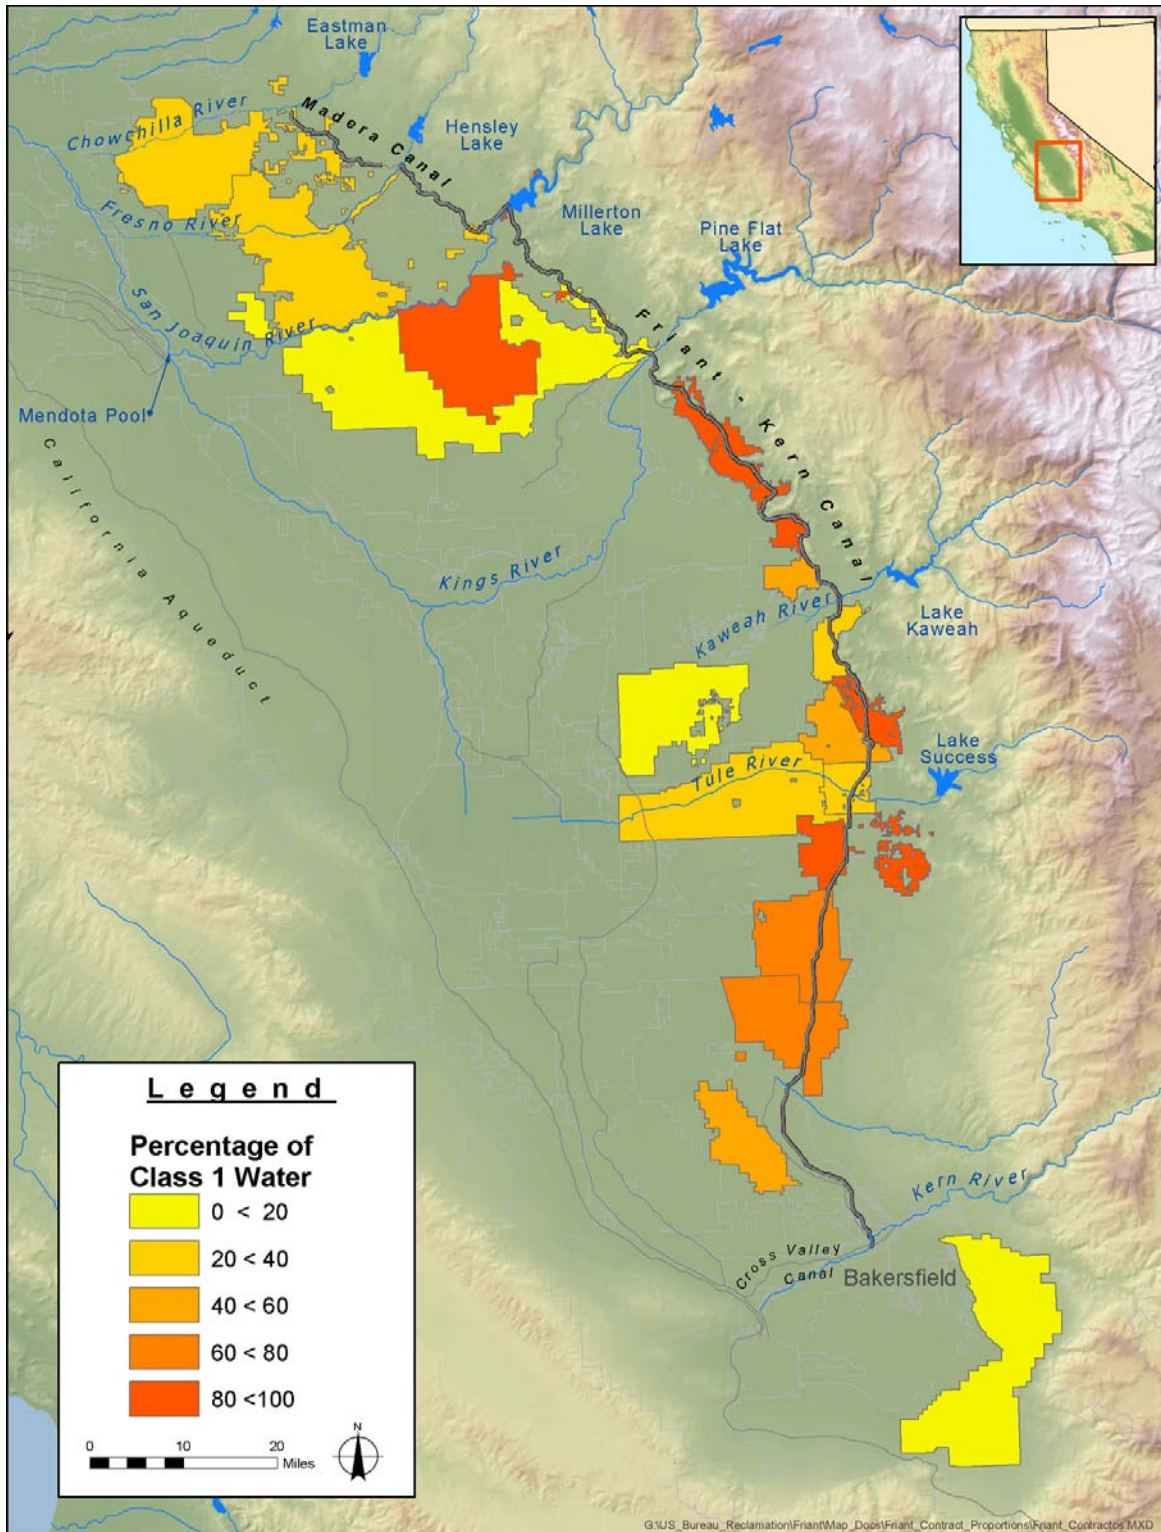 Eastman
Lake
Chowchilla River
Madera Canal
Hensley
Lake
Millerton
Lake
Pine Flat
Lake
Fresno River
San Joaquin River
Friant - Kern Canal
Mendota Pool
California Aqueduct
Kings River
Kaweah River
Lake
Kaweah
Lake
Success
Tule River
Kern River
Cross Valley
Canal
Bakersfield
Legend
Percentage of
Class 1 Water
0 < 20
20 < 40
40 < 60
60 < 80
80 <100
N
0 10 20
Miles
G:\US_Bureau_Reclamation\Friant\Map_Docs\Friant_Contract_Proportions\Friant_Contractos.MXD